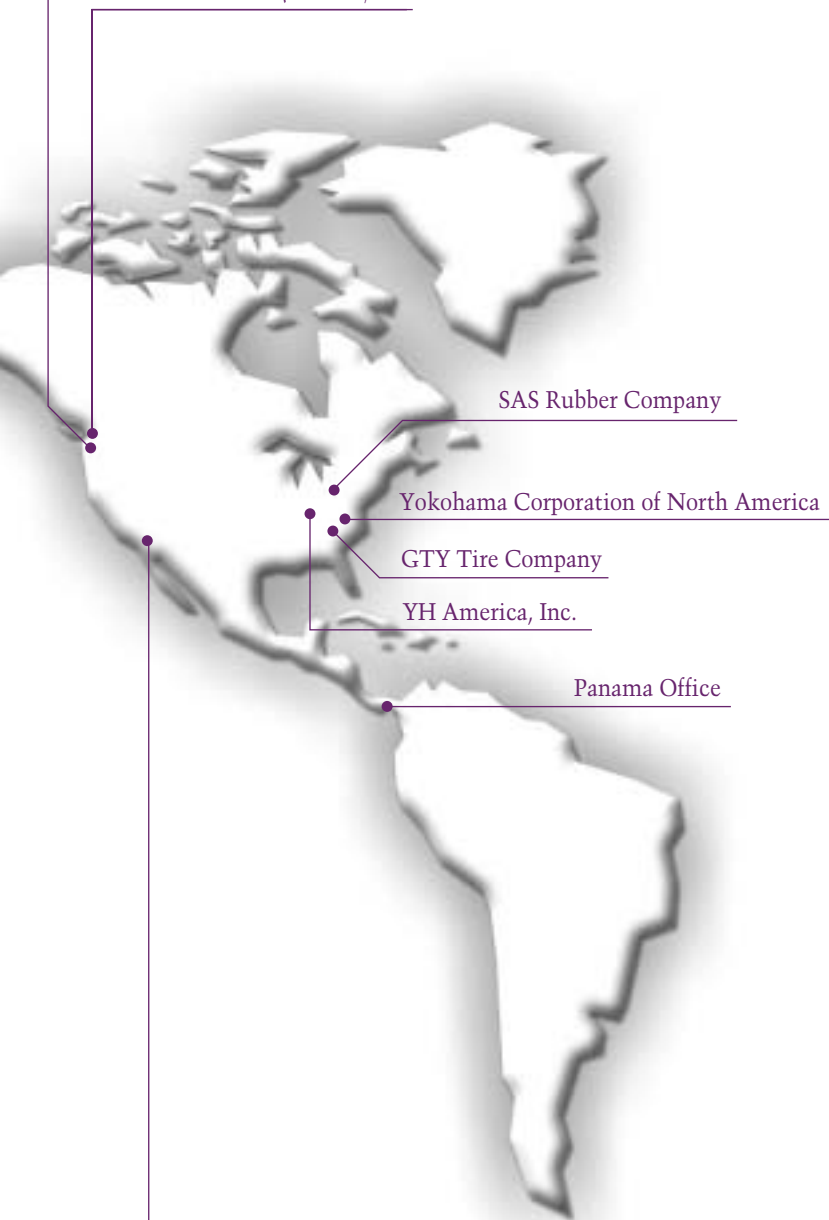 SAS Rubber Company
Yokohama Corporation of North America
GTY Tire Company
YH America, Inc.
Panama Office